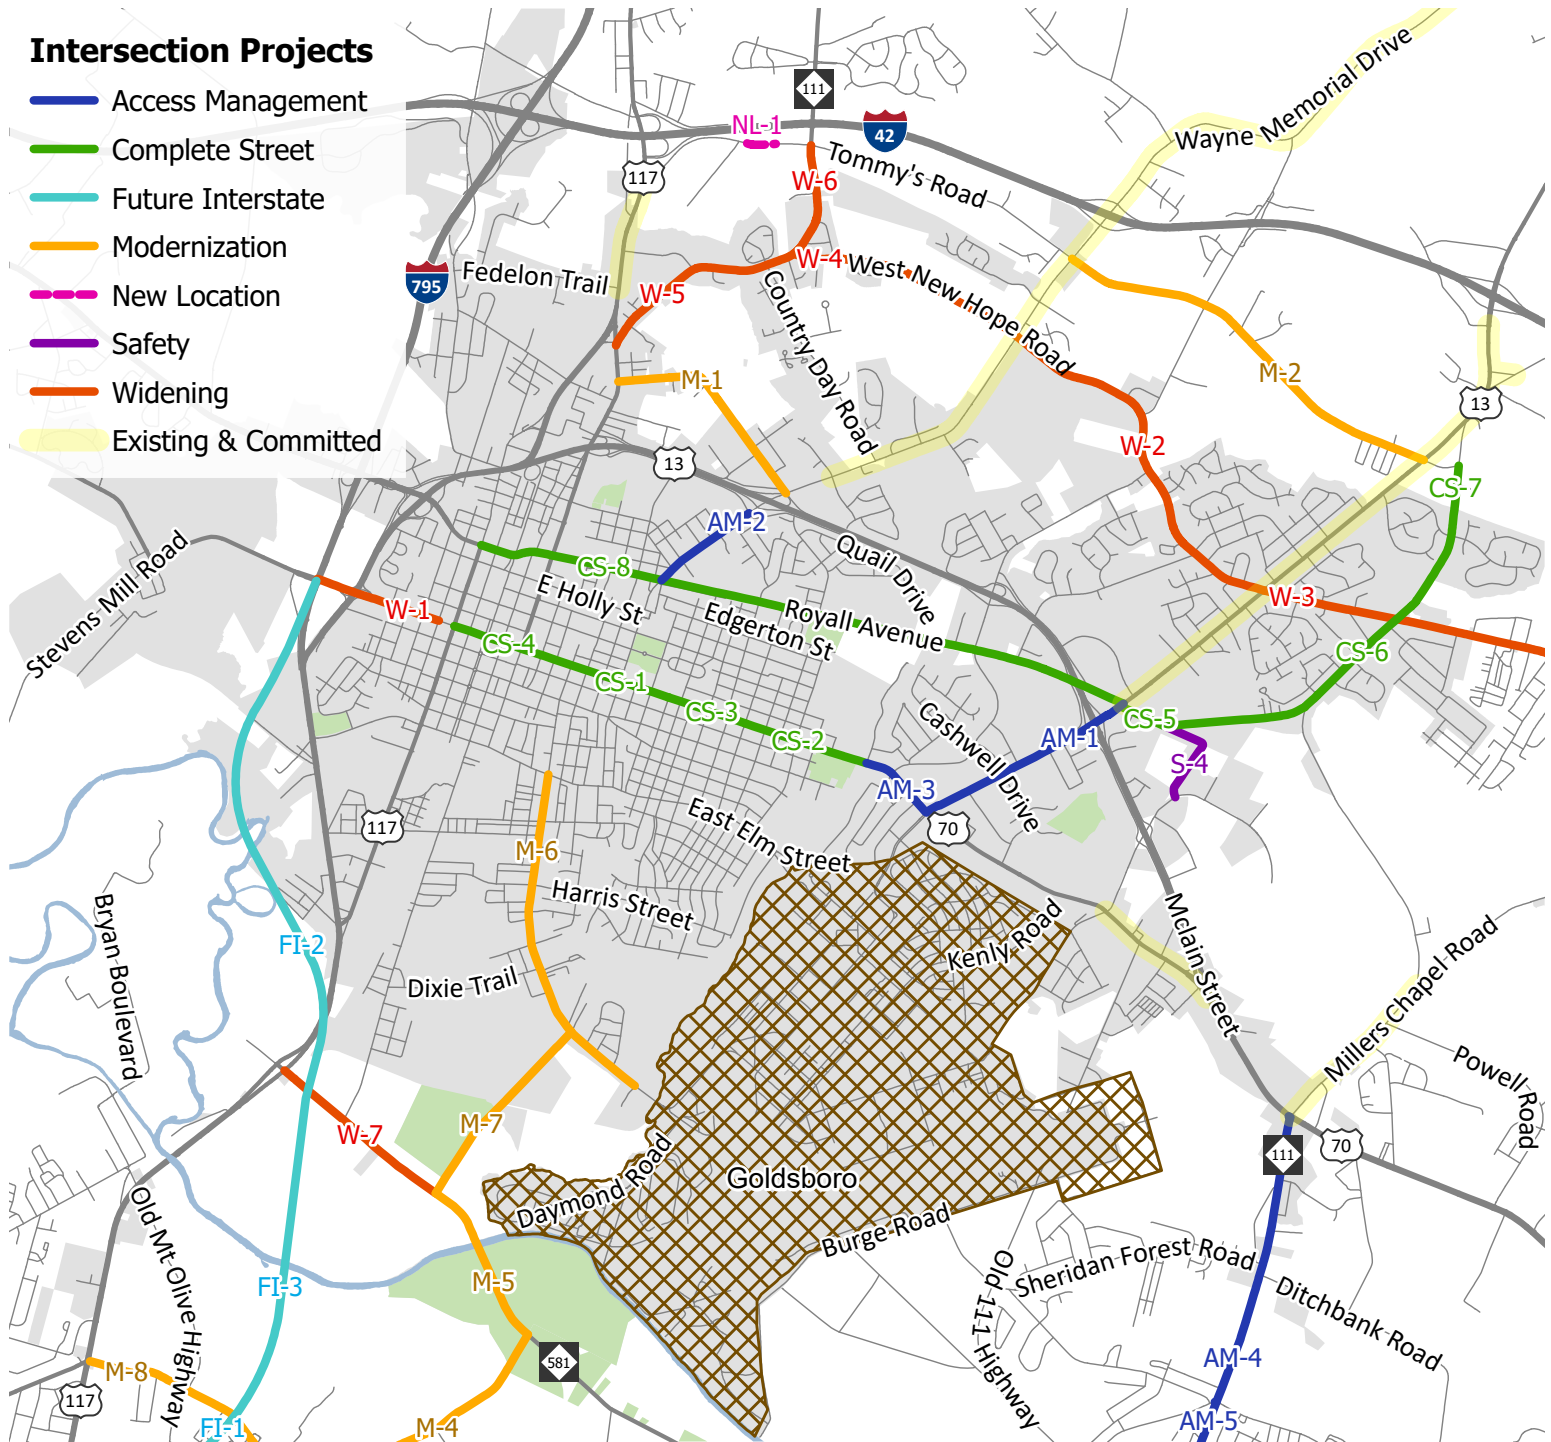 Intersection Projects
Access Management
Complete Street
Future Interstate
Modernization
New Location
Safety
Widening
Existing & Committed
111
NL-1
42
Wayne Memorial Drive
Tommy's Road
117
W-6
Fedelon Trail
795
W-5
W-4
West New Hope Road
Country Day Road
M-1
M-2
13
W-2
13
CS-7
AM-2
Quail Drive
Stevens Mill Road
CS-8
E Holly St
Edgerton St
Royall Avenue
W-1
W-3
CS-4
CS-1
CS-3
CS-2
CS-6
CS-5
Cashwell Drive
AM-1
S-4
AM-3
117
70
East Elm Street
M-6
Harris Street
Bryan Boulevard
FI-2
Kenly Road
Mclain Street
Dixie Trail
Millers Chapel Road
Powell Road
W-7
M-7
111
70
Daymond Road
Goldsboro
Burge Road
Old Mt Olive Highway
Old 111 Highway
Sheridan Forest Road
Ditchbank Road
FI-3
M-5
581
M-8
117
AM-4
FI-1
M-4
AM-5